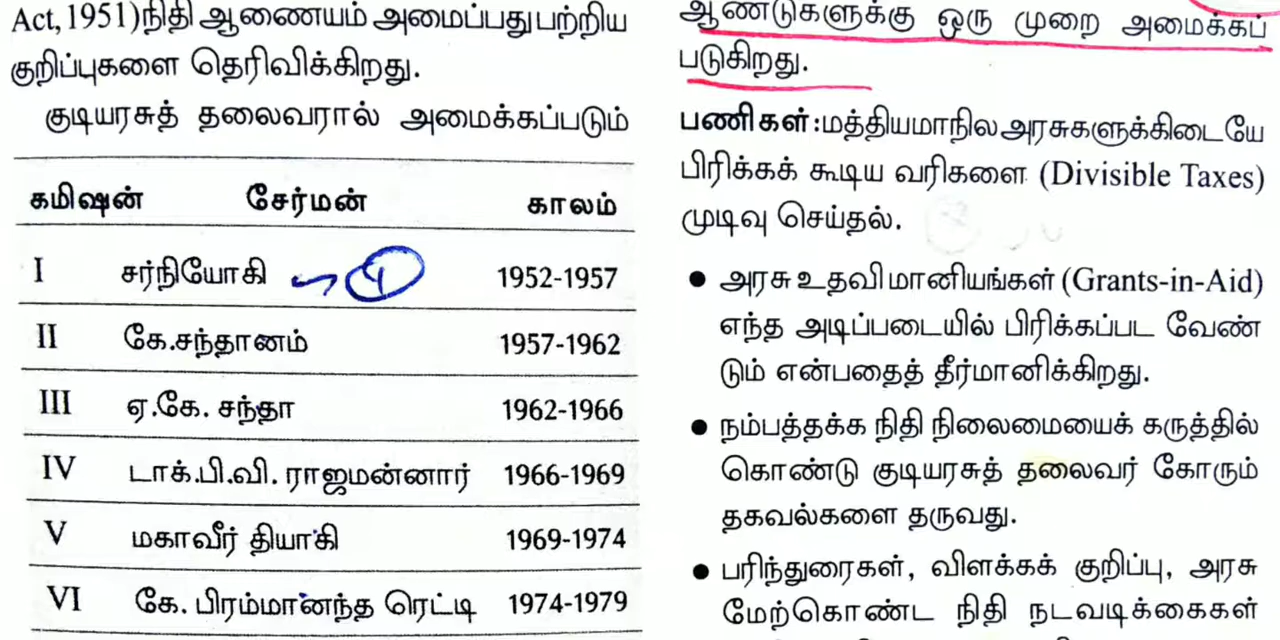 Act, 1951)நிதி ஆணையம் அமைப்பது பற்றிய
குறிப்புகளை தெரிவிக்கிறது.
குடியரசுத் தலைவரால் அமைக்கப்படும்
கமிஷன் சேர்மன் காலம்
I சர்நியோகி 1952-1957
II கே.சந்தானம் 1957-1962
III ஏ.கே. சந்தா 1962-1966
IV டாக்.பி.வி. ராஜமன்னார் 1966-1969
V மகாவீர் தியாகி 1969-1974
VI கே. பிரம்மானந்த ரெட்டி 1974-1979
ஆண்டுகளுக்கு ஒரு முறை அமைக்கப்
படுகிறது.
பணிகள்:மத்தியமாநில அரசுகளுக்கிடையே
பிரிக்கக் கூடிய வரிகளை (Divisible Taxes)
முடிவு செய்தல்.
● அரசு உதவி மானியங்கள் (Grants-in-Aid)
எந்த அடிப்படையில் பிரிக்கப்பட வேண்
டும் என்பதைத் தீர்மானிக்கிறது.
● நம்பத்தக்க நிதி நிலைமையைக் கருத்தில்
கொண்டு குடியரசுத் தலைவர் கோரும்
தகவல்களை தருவது.
● பரிந்துரைகள், விளக்கக் குறிப்பு, அரசு
மேற்கொண்ட நிதி நடவடிக்கைகள்